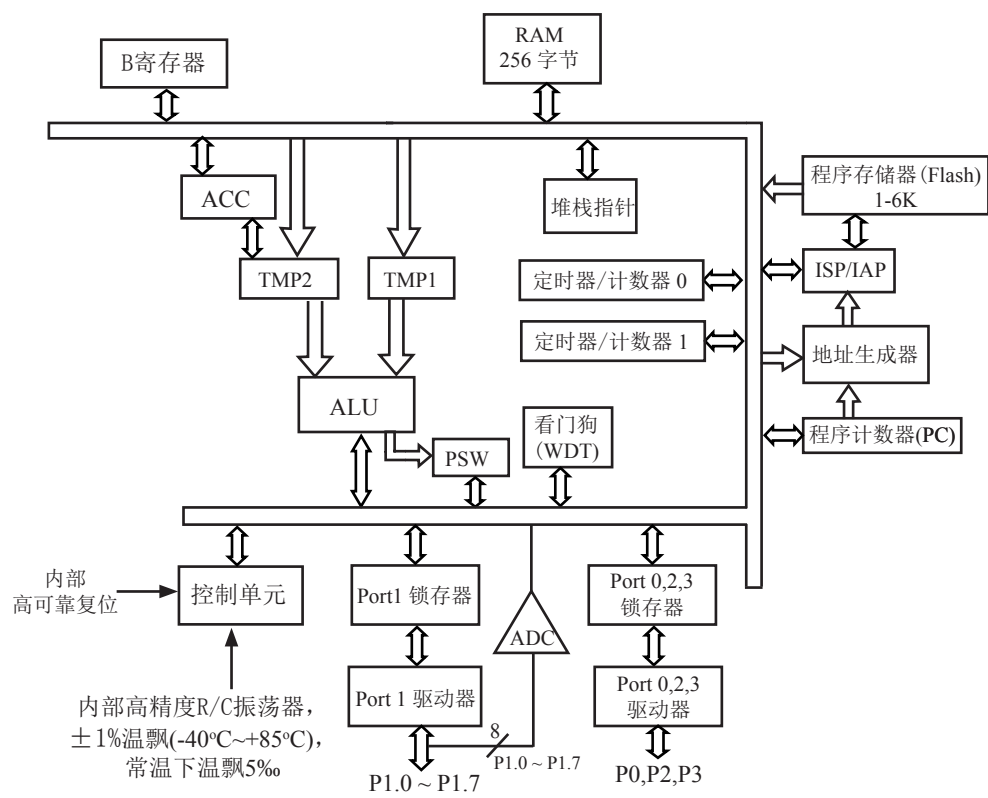 B寄存器
RAM
256 字节
ACC
堆栈指针
程序存储器(Flash)
1-6K
TMP2
TMP1
定时器/计数器 0
ISP/IAP
定时器/计数器 1
地址生成器
ALU
看门狗
(WDT)
程序计数器(PC)
PSW
内部
高可靠复位
控制单元
Port1 锁存器
ADC
Port 0,2,3
锁存器
Port 1 驱动器
Port 0,2,3
驱动器
内部高精度R/C振荡器，
±1%温飘(-40°C~+85°C)，
常温下温飘5‰
8
P1.0 ~ P1.7
P1.0 ~ P1.7
P0,P2,P3